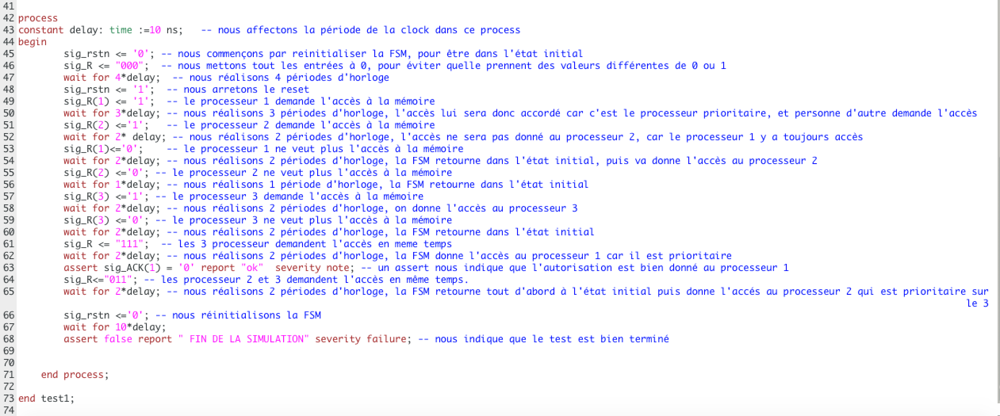 41
42 process
43 constant delay: time :=10 ns;   -- nous affectons la période de la clock dans ce process
44 begin
45         sig_rstn <= '0'; -- nous commençons par reinitialiser la FSM, pour être dans l'état initial
46         sig_R <= "000";  -- nous mettons tout les entrées à 0, pour éviter quelle prennent des valeurs différentes de 0 ou 1
47         wait for 4*delay;  -- nous réalisons 4 périodes d'horloge
48         sig_rstn <= '1';  -- nous arretons le reset
49         sig_R(1) <= '1';  -- le processeur 1 demande l'accès à la mémoire
50         wait for 3*delay; -- nous réalisons 3 périodes d'horloge, l'accès lui sera donc accordé car c'est le processeur prioritaire, et personne d'autre demande l'accès
51         sig_R(2) <='1';   -- le processeur 2 demande l'accès à la mémoire
52         wait for 2* delay; -- nous réalisons 2 périodes d'horloge, l'accès ne sera pas donné au processeur 2, car le processeur 1 y a toujours accès
53         sig_R(1)<='0';    -- le processeur 1 ne veut plus l'accès à la mémoire
54         wait for 2*delay; -- nous réalisons 2 périodes d'horloge, la FSM retourne dans l'état initial, puis va donne l'accès au processeur 2
55         sig_R(2) <='0'; -- le processeur 2 ne veut plus l'accès à la mémoire
56         wait for 1*delay; -- nous réalisons 1 période d'horloge, la FSM retourne dans l'état initial
57         sig_R(3) <='1'; -- le processeur 3 demande l'accès à la mémoire
58         wait for 2*delay; -- nous réalisons 2 périodes d'horloge, on donne l'accès au processeur 3
59         sig_R(3) <='0'; -- le processeur 3 ne veut plus l'accès à la mémoire
60         wait for 2*delay; -- nous réalisons 2 périodes d'horloge, la FSM retourne dans l'état initial
61         sig_R <= "111";  -- les 3 processeur demandent l'accès en meme temps
62         wait for 2*delay; -- nous réalisons 2 périodes d'horloge, la FSM donne l'accès au processeur 1 car il est prioritaire
63         assert sig_ACK(1) = '0' report "ok"  severity note; -- un assert nous indique que l'autorisation est bien donné au processeur 1
64         sig_R<="011"; -- les processeur 2 et 3 demandent l'accès en même temps.
65         wait for 2*delay; -- nous réalisons 2 périodes d'horloge, la FSM retourne tout d'abord à l'état initial puis donne l'accés au processeur 2 qui est prioritaire sur
le 3
66         sig_rstn <='0'; -- nous réinitialisons la FSM
67         wait for 10*delay;
68         assert false report " FIN DE LA SIMULATION" severity failure; -- nous indique que le test est bien terminé
69
70
71     end process;
72
73 end test1;
74